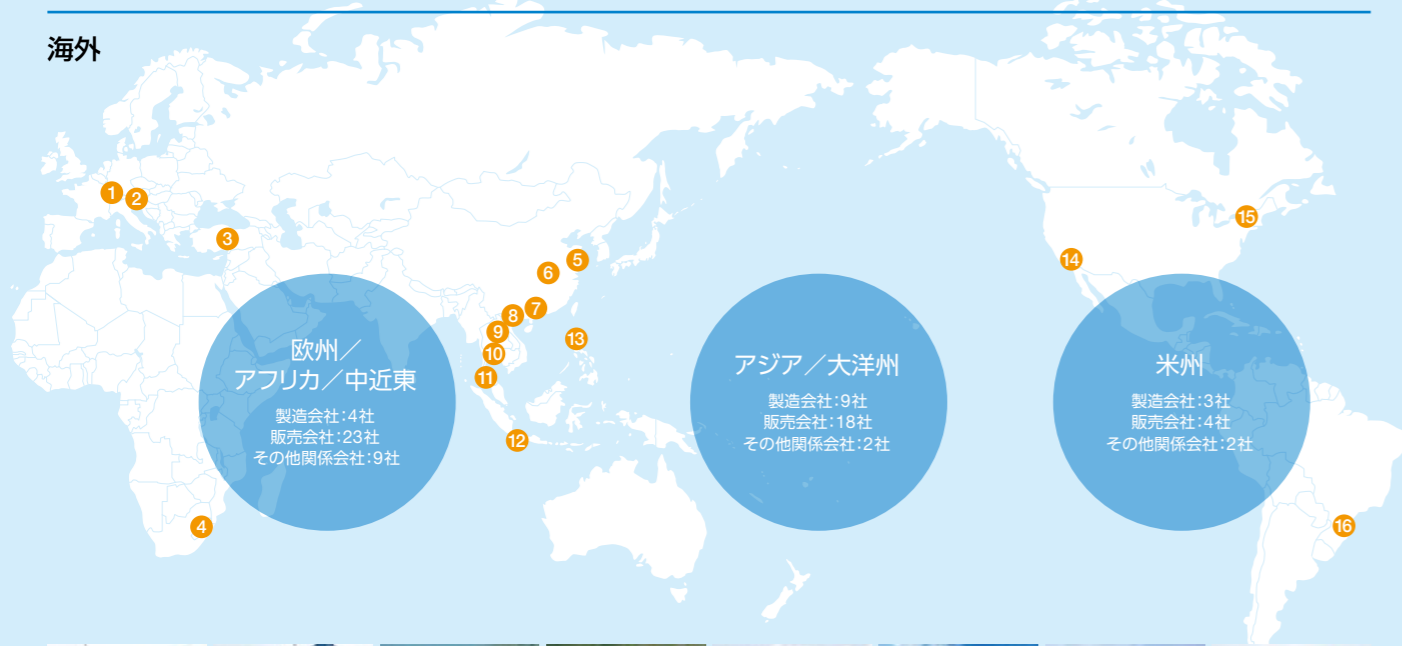 海外
1
2
3
4
5
6
7
8
9
10
11
12
13
14
15
16
欧州／
アフリカ／中近東
製造会社：4社
販売会社：23社
その他関係会社：9社
アジア／大洋州
製造会社：9社
販売会社：18社
その他関係会社：2社
米州
製造会社：3社
販売会社：4社
その他関係会社：2社